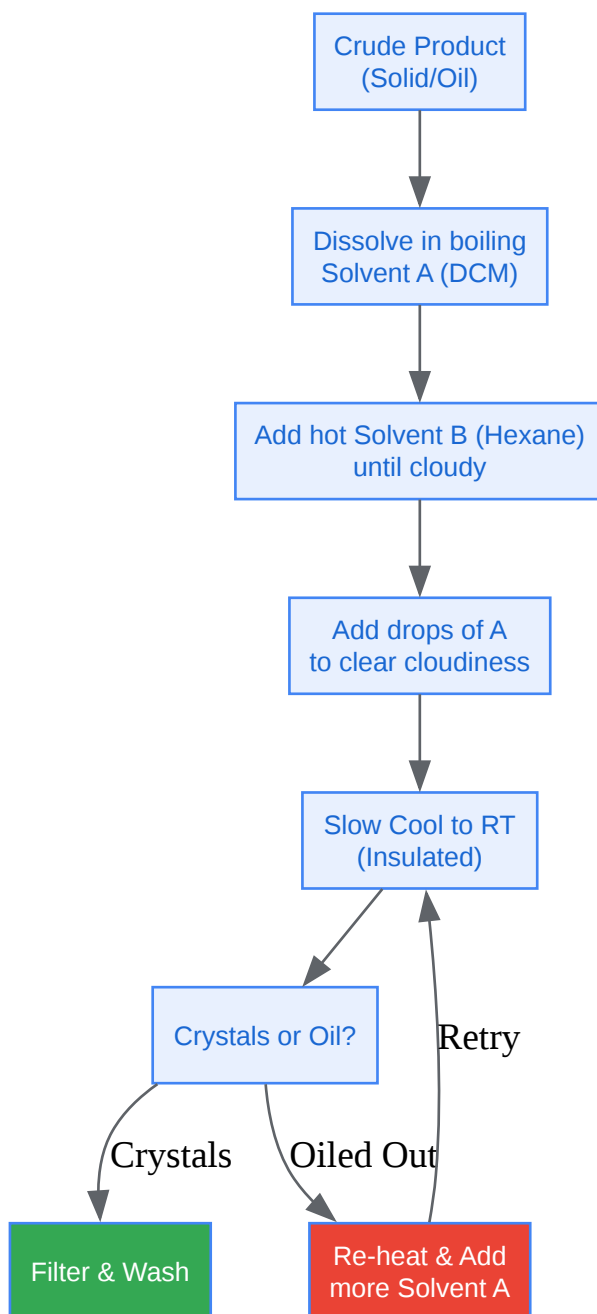 Crude Product
(Solid/Oil)
Dissolve in boiling
Solvent A (DCM)
Add hot Solvent B (Hexane)
until cloudy
Add drops of A
to clear cloudiness
Slow Cool to RT
(Insulated)
Crystals or Oil?
Retry
Crystals
Oiled Out
Filter & Wash
Re-heat & Add
more Solvent A